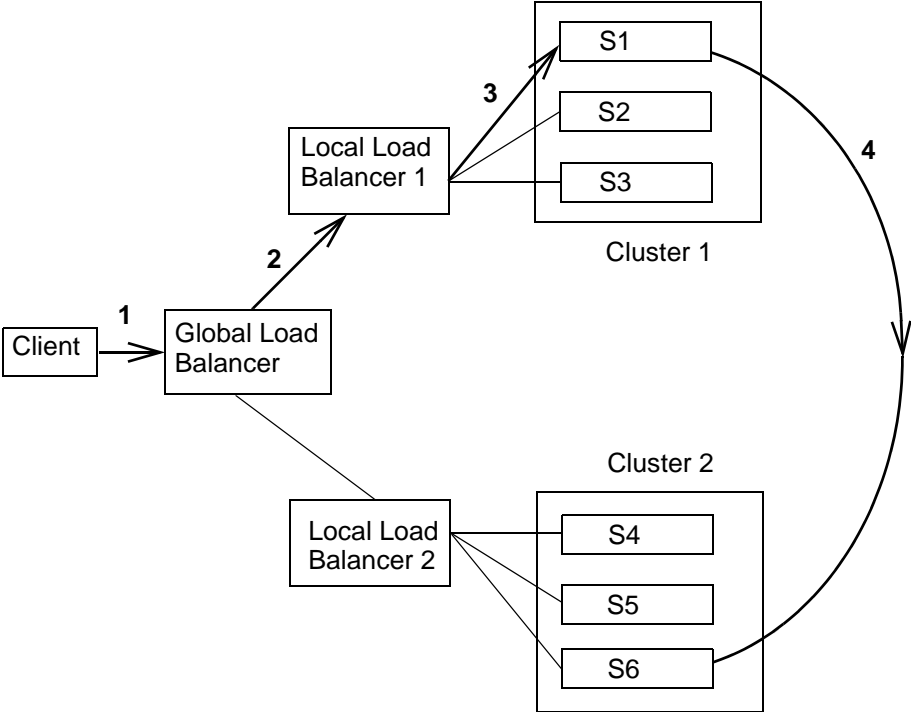 S1
3
S2
4
Local Load
Balancer 1
S3
Cluster 1
2
1
Global Load
Balancer
Client
Cluster 2
Local Load
Balancer 2
S4
S5
S6